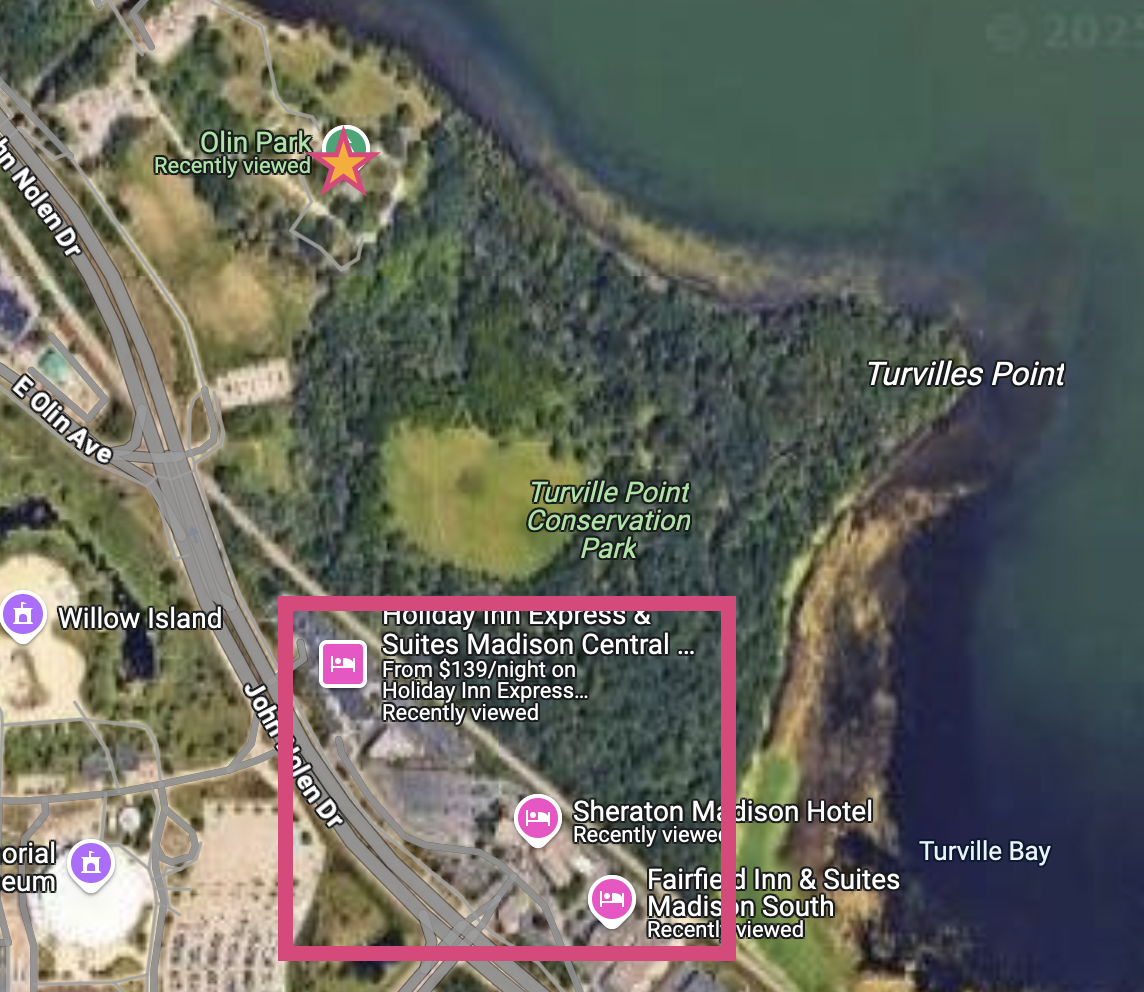 © 202
Olin Park
Recently viewed
hn Nolen Dr
Turvilles Point
E Olin Ave
Turville Point
Conservation
Park
Willow Island
Holiday Inn Express &
Suites Madison Central ...
From $139/night on
Holiday Inn Express...
Recently viewed
John Nolen Dr
Sheraton Madison Hotel
Recently viewed
Turville Bay
orial
eum
Fairfield Inn & Suites
Madison South
Recently viewed